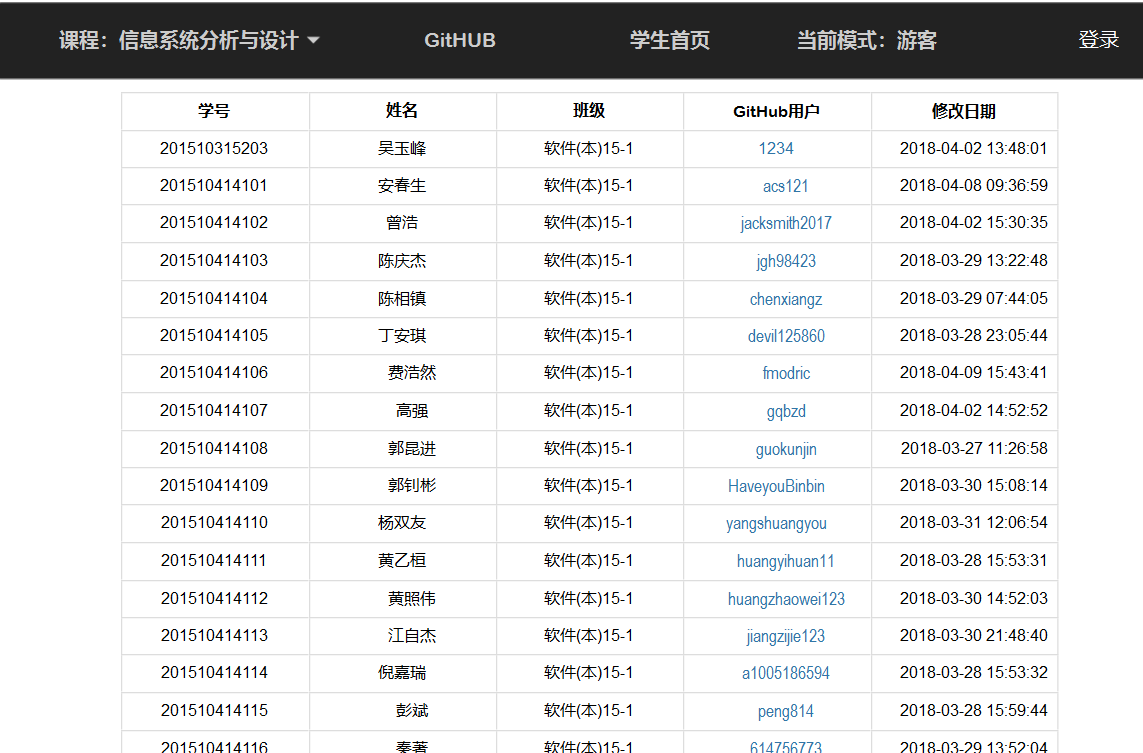 课程：信息系统分析与设计 GitHUB 学生首页 当前模式：游客 登录
学号 姓名 班级 GitHub用户 修改日期
201510315203 吴玉峰 软件(本)15-1 1234 2018-04-02 13:48:01
201510414101 安春生 软件(本)15-1 acs121 2018-04-08 09:36:59
201510414102 曾浩 软件(本)15-1 jacksmith2017 2018-04-02 15:30:35
201510414103 陈庆杰 软件(本)15-1 jgh98423 2018-03-29 13:22:48
201510414104 陈相镇 软件(本)15-1 chenxiangz 2018-03-29 07:44:05
201510414105 丁安琪 软件(本)15-1 devil125860 2018-03-28 23:05:44
201510414106 费浩然 软件(本)15-1 fmodric 2018-04-09 15:43:41
201510414107 高强 软件(本)15-1 gqbzd 2018-04-02 14:52:52
201510414108 郭昆进 软件(本)15-1 guokunjin 2018-03-27 11:26:58
201510414109 郭钊彬 软件(本)15-1 HaveyouBinbin 2018-03-30 15:08:14
201510414110 杨双友 软件(本)15-1 yangshuangyou 2018-03-31 12:06:54
201510414111 黄乙桓 软件(本)15-1 huangyihuan11 2018-03-28 15:53:31
201510414112 黄照伟 软件(本)15-1 huangzhaowei123 2018-03-30 14:52:03
201510414113 江自杰 软件(本)15-1 jiangzijie123 2018-03-30 21:48:40
201510414114 倪嘉瑞 软件(本)15-1 a1005186594 2018-03-28 15:53:32
201510414115 彭斌 软件(本)15-1 peng814 2018-03-28 15:59:44
201510414116 秦著 软件(本)15-1 614756773 2018-03-29 13:52:04